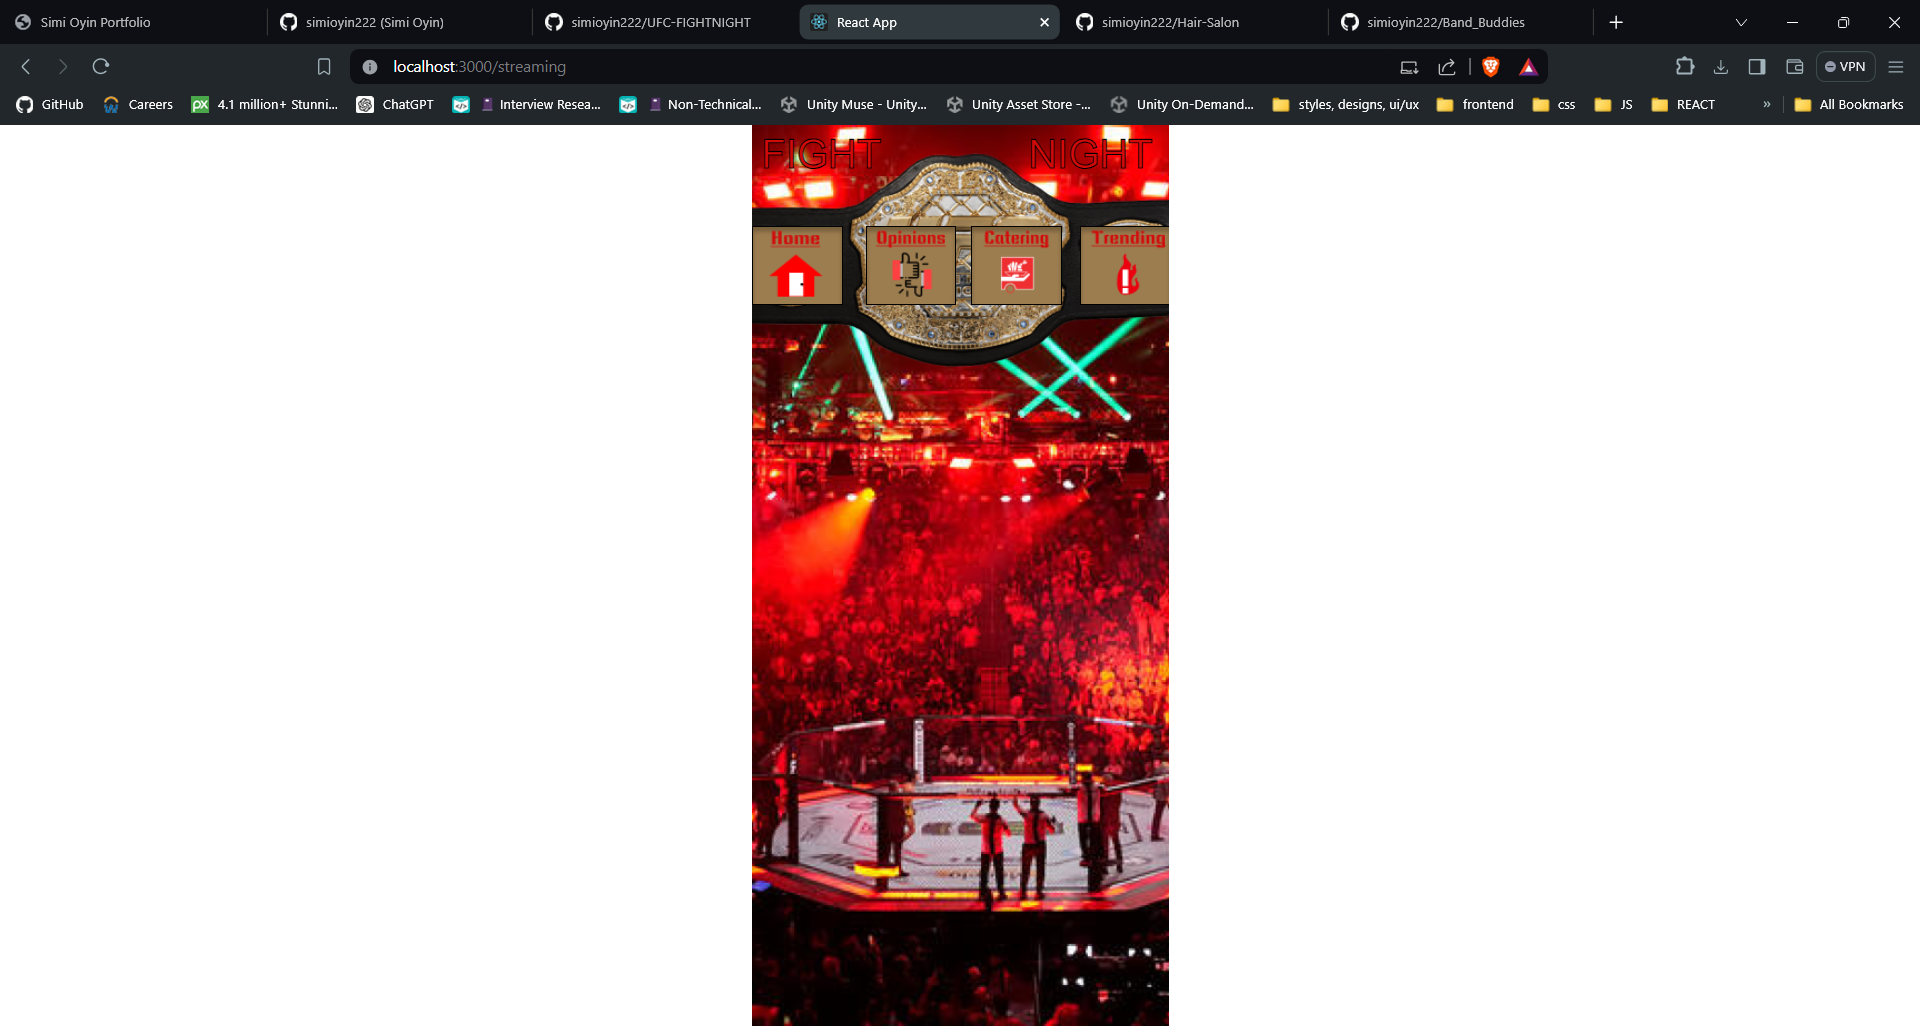 Simi Oyin Portfolio
simioyin222 (Simi Oyin)
simioyin222/UFC-FIGHTNIGHT
React App
simioyin222/Hair-Salon
simioyin222/Band_Buddies
localhost:3000/streaming
VPN
GitHub
Careers
4.1 million+ Stunni...
ChatGPT
Interview Resea...
Non-Technical...
Unity Muse - Unity...
Unity Asset Store -...
Unity On-Demand...
styles, designs, ui/ux
frontend
css
JS
REACT
All Bookmarks
FIGHT NIGHT
Home
Opinions
Catering
Trending